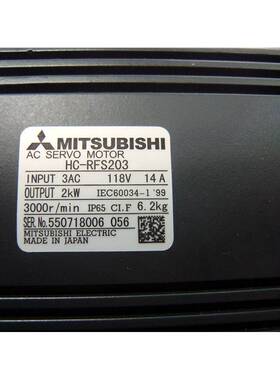 MITSUBISHI
AC SERVO MOTOR
HC-RFS203
INPUT 3AC 118V 14A
OUTPUT 2kW IEC60034-1 '99
3000r/min IP65 CI.F 6.2kg
SER.No.550718006 056
MITSUBISHI ELECTRIC
MADE IN JAPAN